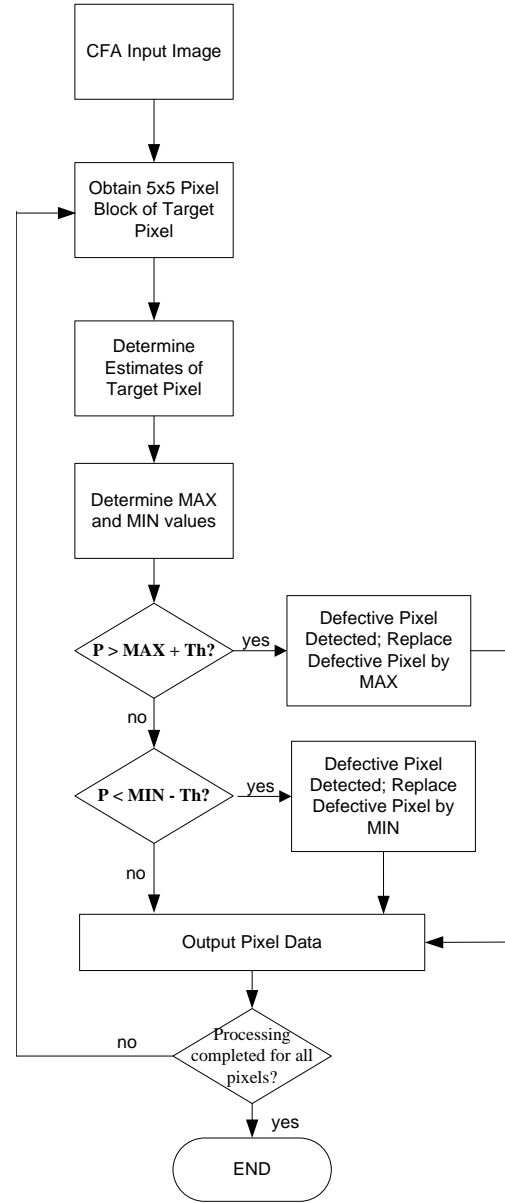 CFA Input Image
Obtain 5x5 Pixel
Block of Target
Pixel
Determine
Estimates of
Target Pixel
Determine MAX
and MIN values
P > MAX + Th?
yes
Defective Pixel
Detected; Replace
Defective Pixel by
MAX
no
P < MIN - Th?
yes
Defective Pixel
Detected; Replace
Defective Pixel by
MIN
no
Output Pixel Data
Processing
completed for all
pixels?
no
yes
END